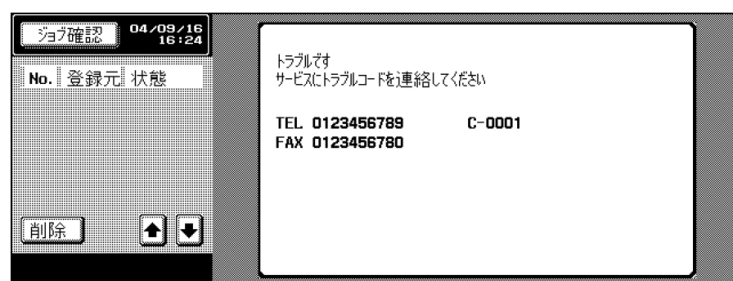 ジョブ確認
04/09/16
16:24
No. 登録元 状態
削除
トラブルです
サービスにトラブルコードを連絡してください
TEL 0123456789 C-0001
FAX 0123456780